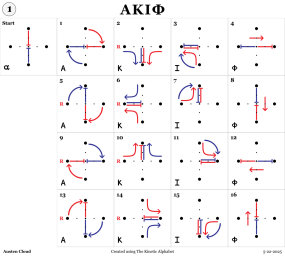 1
ΑΚΙΦ
Start 1 2 3 4
α R A K R I Φ
5 6 7 8
R A R K I Φ
9 10 11 12
R A R K I Φ
13 14 15 16
R A K I Φ
Austen Cloud Created using The Kinetic Alphabet 5-22-2025